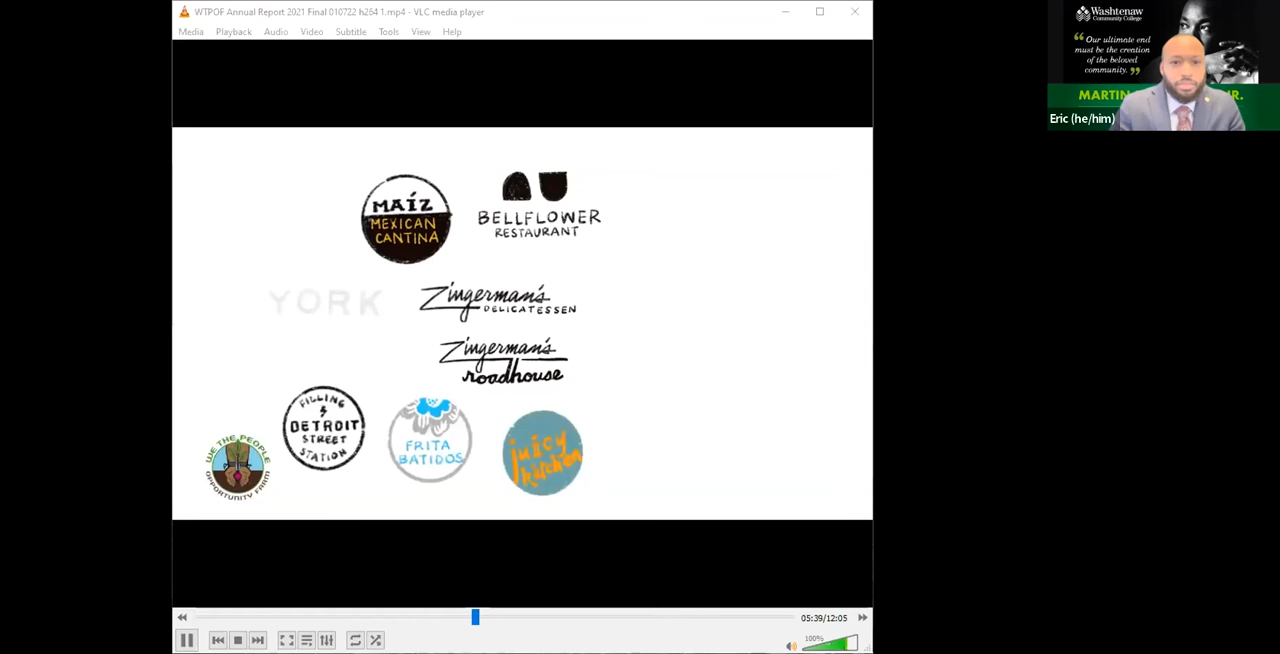 WTPOF Annual Report 2021 Final 010722 h264 1.mp4 - VLC media player
Media Playback Audio Video Subtitle Tools View Help
MAÍZ
MEXICAN
CANTINA
BELLFLOWER
RESTAURANT
YORK
Zingerman's
DELICATESSEN
Zingerman's
roadhouse
FILLING
&
DETROIT
STREET
STATION
FRITA
BATIDOS
juicy
kitchen
WE THE PEOPLE
OPPORTUNITY FARM
05:39/12:05
100%
Washtenaw
Community College
“Our ultimate end
must be the creation
of the beloved
community.”
MARTIN
R.
Eric (he/him)